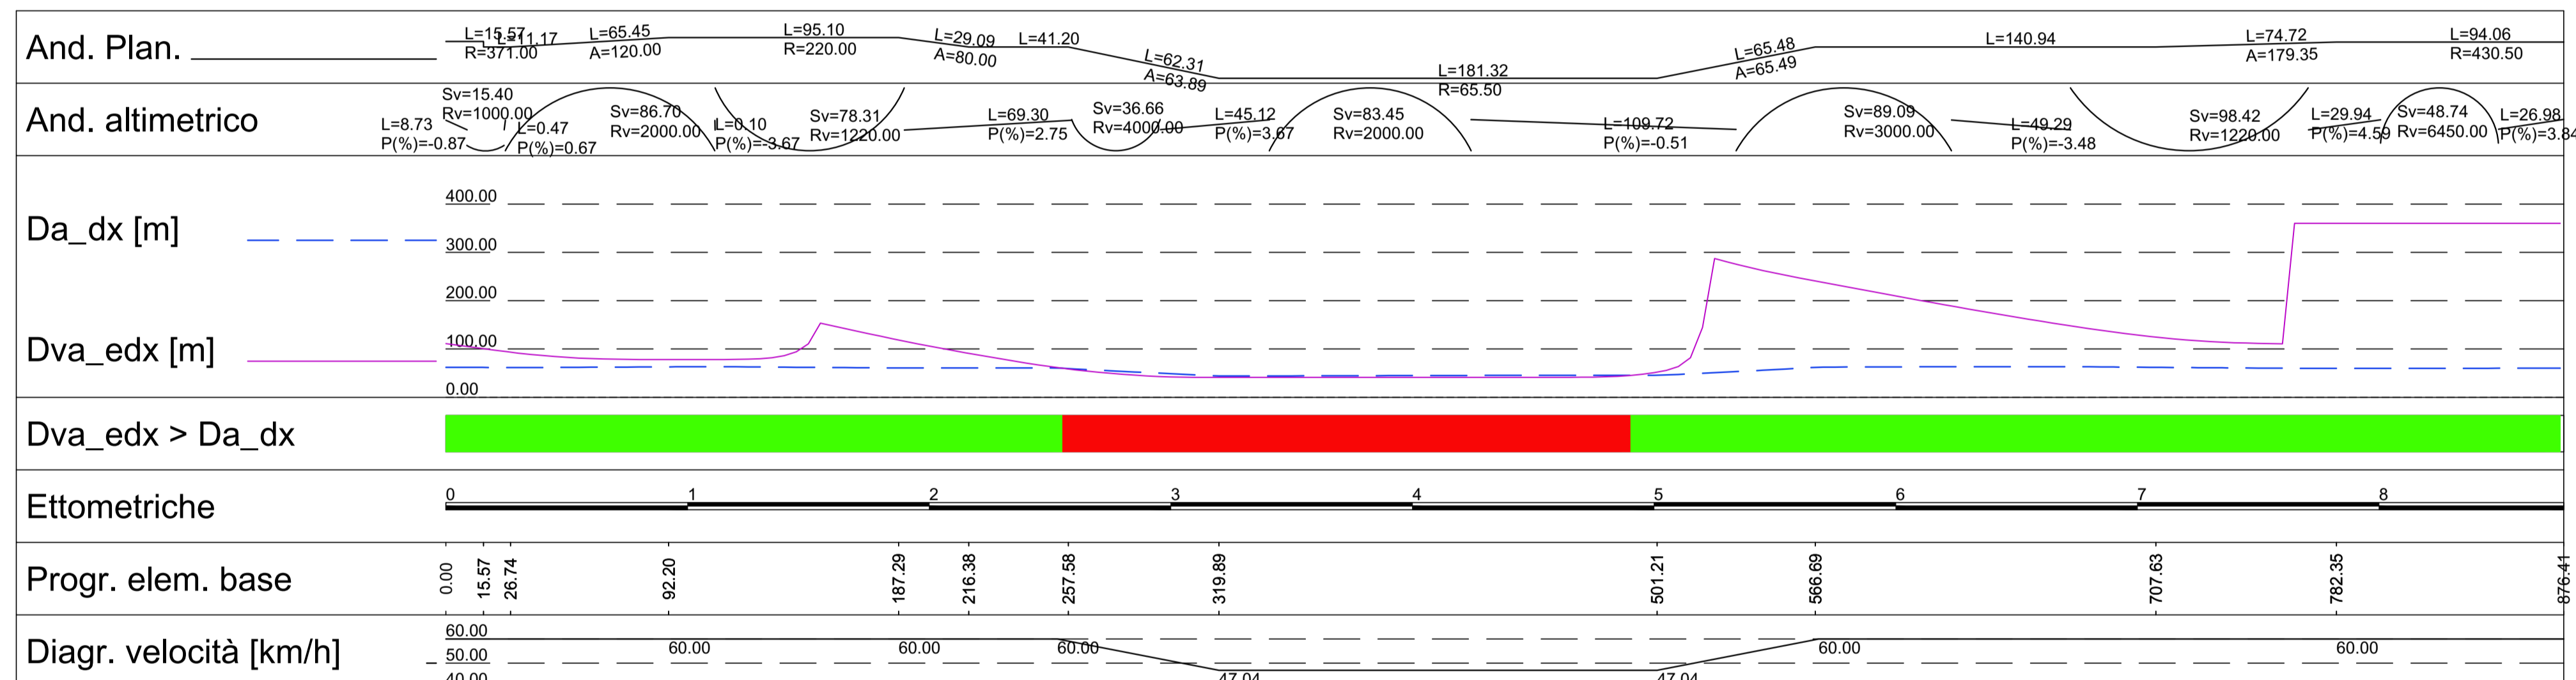 And. Plan.
L=15.57
R=371.00
L=11.17
L=65.45
A=120.00
L=95.10
R=220.00
L=29.09
A=80.00
L=41.20
L=62.31
A=63.89
L=181.32
R=65.50
L=65.48
A=65.49
L=140.94
L=74.72
A=179.35
L=94.06
R=430.50
And. altimetrico
L=8.73
P(%)=-0.87
Sv=15.40
Rv=1000.00
L=0.47
P(%)=0.67
Sv=86.70
Rv=2000.00
L=0.10
P(%)=-3.67
Sv=78.31
Rv=1220.00
L=69.30
P(%)=2.75
Sv=36.66
Rv=4000.00
L=45.12
P(%)=3.67
Sv=83.45
Rv=2000.00
L=109.72
P(%)=-0.51
Sv=89.09
Rv=3000.00
L=49.29
P(%)=-3.48
Sv=98.42
Rv=1220.00
L=29.94
P(%)=4.59
Sv=48.74
Rv=6450.00
L=26.98
P(%)=3.84
Da_dx [m]
Dva_edx [m]
400.00
300.00
200.00
100.00
0.00
Dva_edx > Da_dx
Ettometriche
0 1 2 3 4 5 6 7 8
Progr. elem. base
0.00
15.57
26.74
92.20
187.29
216.38
257.58
319.89
501.21
566.69
707.63
782.35
876.41
Diagr. velocità [km/h]
60.00
50.00
40.00
60.00 60.00 60.00 60.00 60.00
47.04 47.04